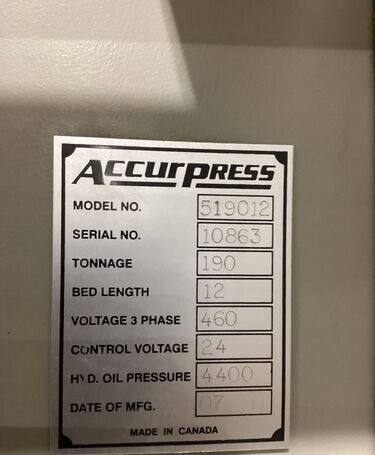 ACCURPRESS
MODEL NO. 519012
SERIAL NO. 10863
TONNAGE 190
BED LENGTH 12
VOLTAGE 3 PHASE 460
CONTROL VOLTAGE 24
HYD. OIL PRESSURE 4400
DATE OF MFG. 07
MADE IN CANADA